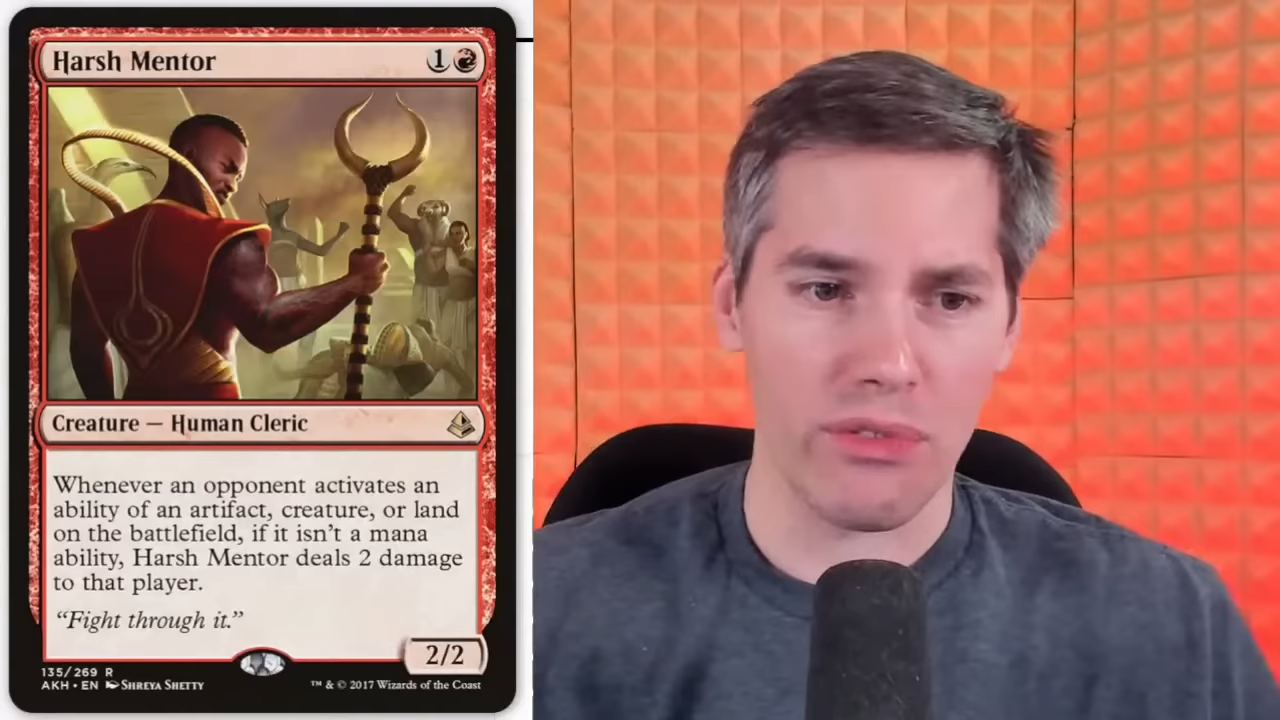 Harsh Mentor 1
Creature — Human Cleric
Whenever an opponent activates an
ability of an artifact, creature, or land
on the battlefield, if it isn't a mana
ability, Harsh Mentor deals 2 damage
to that player.
“Fight through it.”
2/2
135/269 R
AKH • EN Shreya Shetty
™ & © 2017 Wizards of the Coast